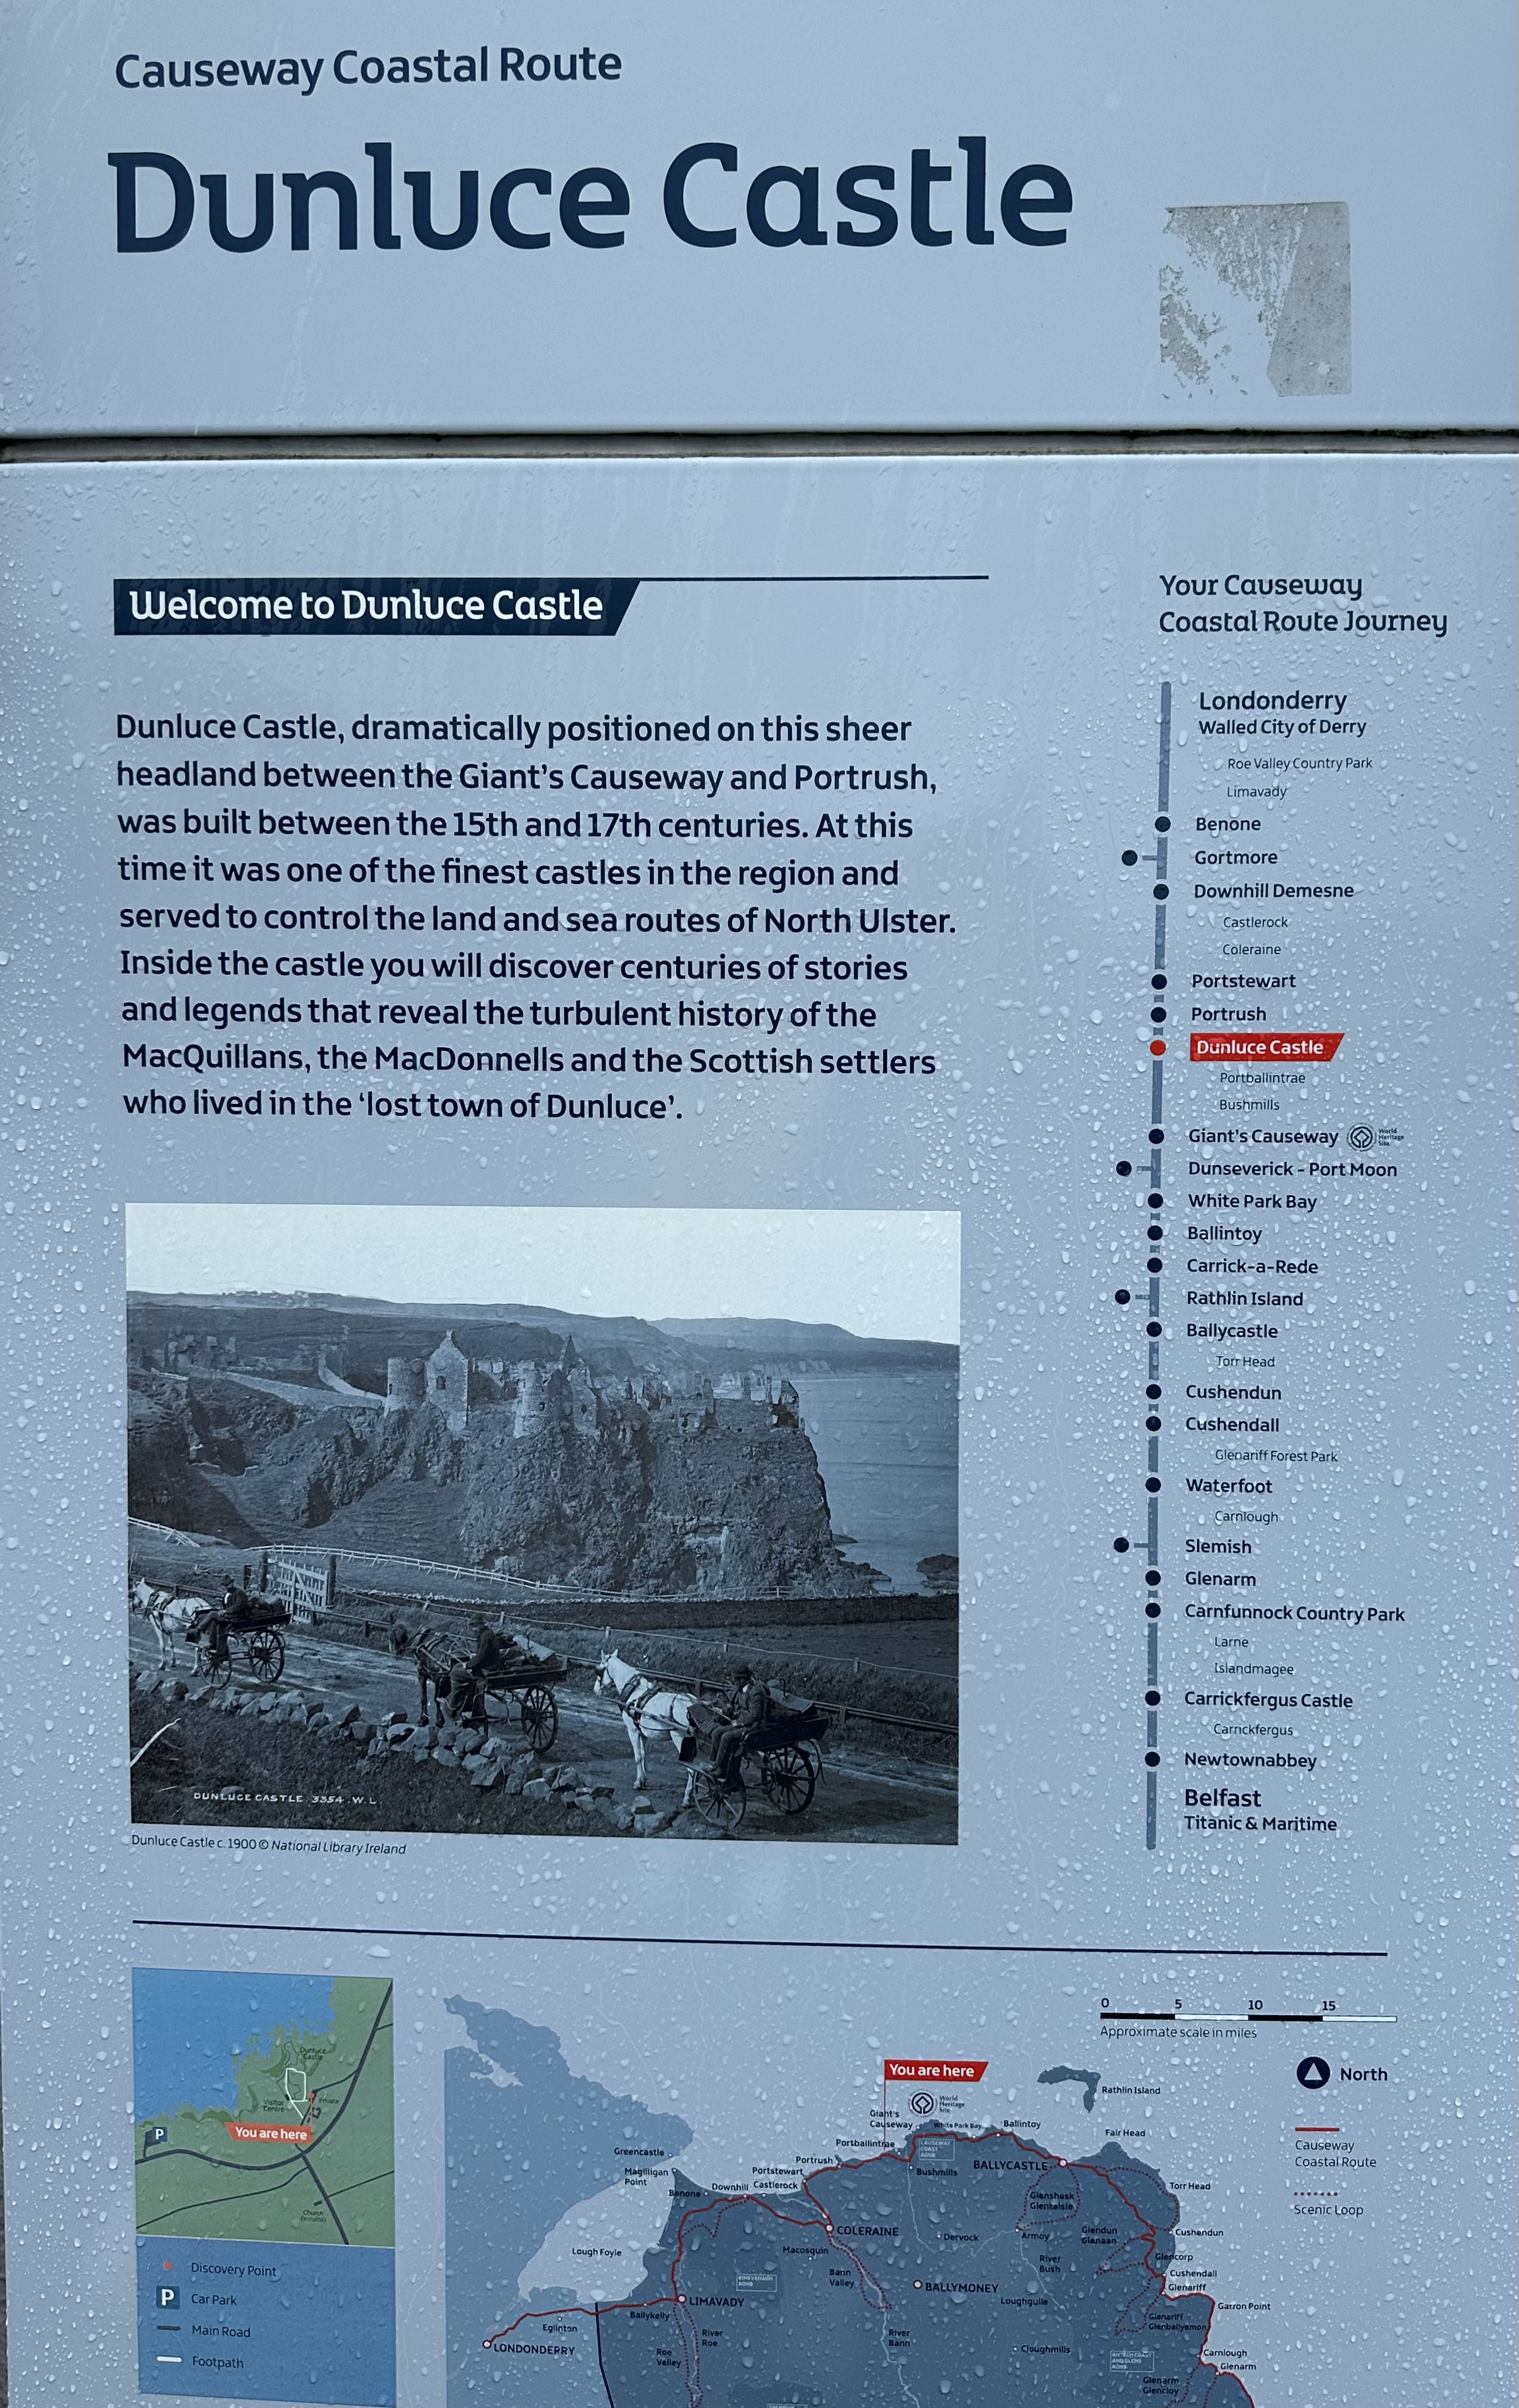 Causeway Coastal Route
Dunluce Castle
Welcome to Dunluce Castle
Dunluce Castle, dramatically positioned on this sheer
headland between the Giant's Causeway and Portrush,
was built between the 15th and 17th centuries. At this
time it was one of the finest castles in the region and
served to control the land and sea routes of North Ulster.
Inside the castle you will discover centuries of stories
and legends that reveal the turbulent history of the
MacQuillans, the MacDonnells and the Scottish settlers
who lived in the 'lost town of Dunluce'.
DUNLUCE CASTLE. 3354. W.L.
Dunluce Castle c. 1900 © National Library Ireland
Your Causeway
Coastal Route Journey
Londonderry
Walled City of Derry
Roe Valley Country Park
Limavady
Benone
Gortmore
Downhill Demesne
Castlerock
Coleraine
Portstewart
Portrush
Dunluce Castle
Portballintrae
Bushmills
Giant's Causeway
World
Heritage
Site
Dunseverick - Port Moon
White Park Bay
Ballintoy
Carrick-a-Rede
Rathlin Island
Ballycastle
Torr Head
Cushendun
Cushendall
Glenariff Forest Park
Waterfoot
Carnlough
Slemish
Glenarm
Carnfunnock Country Park
Larne
Islandmagee
Carrickfergus Castle
Carrickfergus
Newtownabbey
Belfast
Titanic & Maritime
Dunluce
Castle
Visitor
Centre
Private
You are here
P
Church
(in ruins)
Discovery Point
P Car Park
Main Road
Footpath
0 5 10 15
Approximate scale in miles
North
Causeway
Coastal Route
Scenic Loop
You are here
World
Heritage
Site
Rathlin Island
Giant's
Causeway
White Park Bay
Ballintoy
Fair Head
Portballintrae
CAUSEWAY
COAST
AONB
Greencastle
Portrush
Bushmills
BALLYCASTLE
Magilligan
Point
Portstewart
Benone
Downhill
Castlerock
Torr Head
Glenshesk
Glentaisie
COLERAINE
Dervock
Armoy
Glendun
Glenaan
Cushendun
Lough Foyle
Macosquin
River
Bush
Glencorp
Cushendall
Bann
Valley
BINEVENAGH
AONB
BALLYMONEY
Glenariff
LIMAVADY
Loughguile
Garron Point
Ballykelly
Glenariff
Glenballyemon
Eglinton
River
Roe
River
Bann
LONDONDERRY
Roe
Valley
Cloughmills
ANTRIM COAST
AND GLENS
AONB
Carnlough
Glenarm
Glenarm
Glencloy